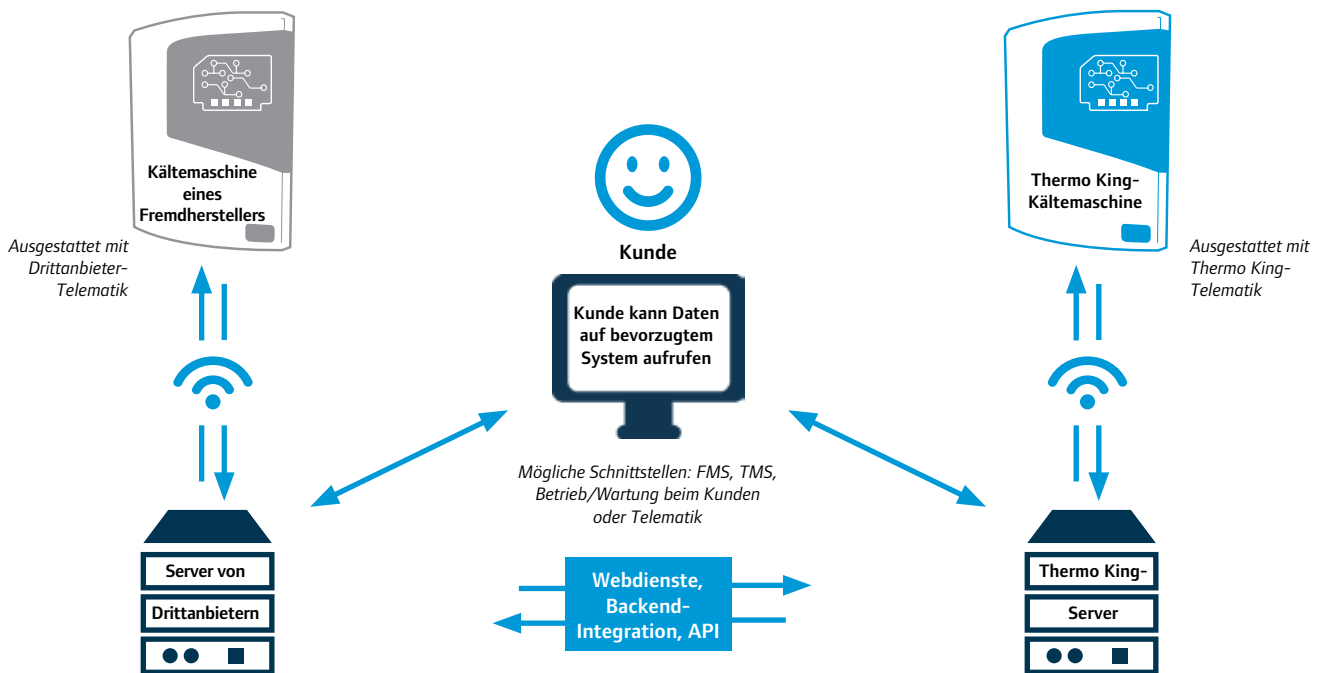 Kältemaschine
eines
Fremdherstellers
Ausgestattet mit
Drittanbieter-
Telematik
Server von
Drittanbietern
Kunde
Kunde kann Daten
auf bevorzugtem
System aufrufen
Mögliche Schnittstellen: FMS, TMS,
Betrieb/Wartung beim Kunden
oder Telematik
Webdienste,
Backend-
Integration, API
Thermo King-
Kältemaschine
Ausgestattet mit
Thermo King-
Telematik
Thermo King-
Server